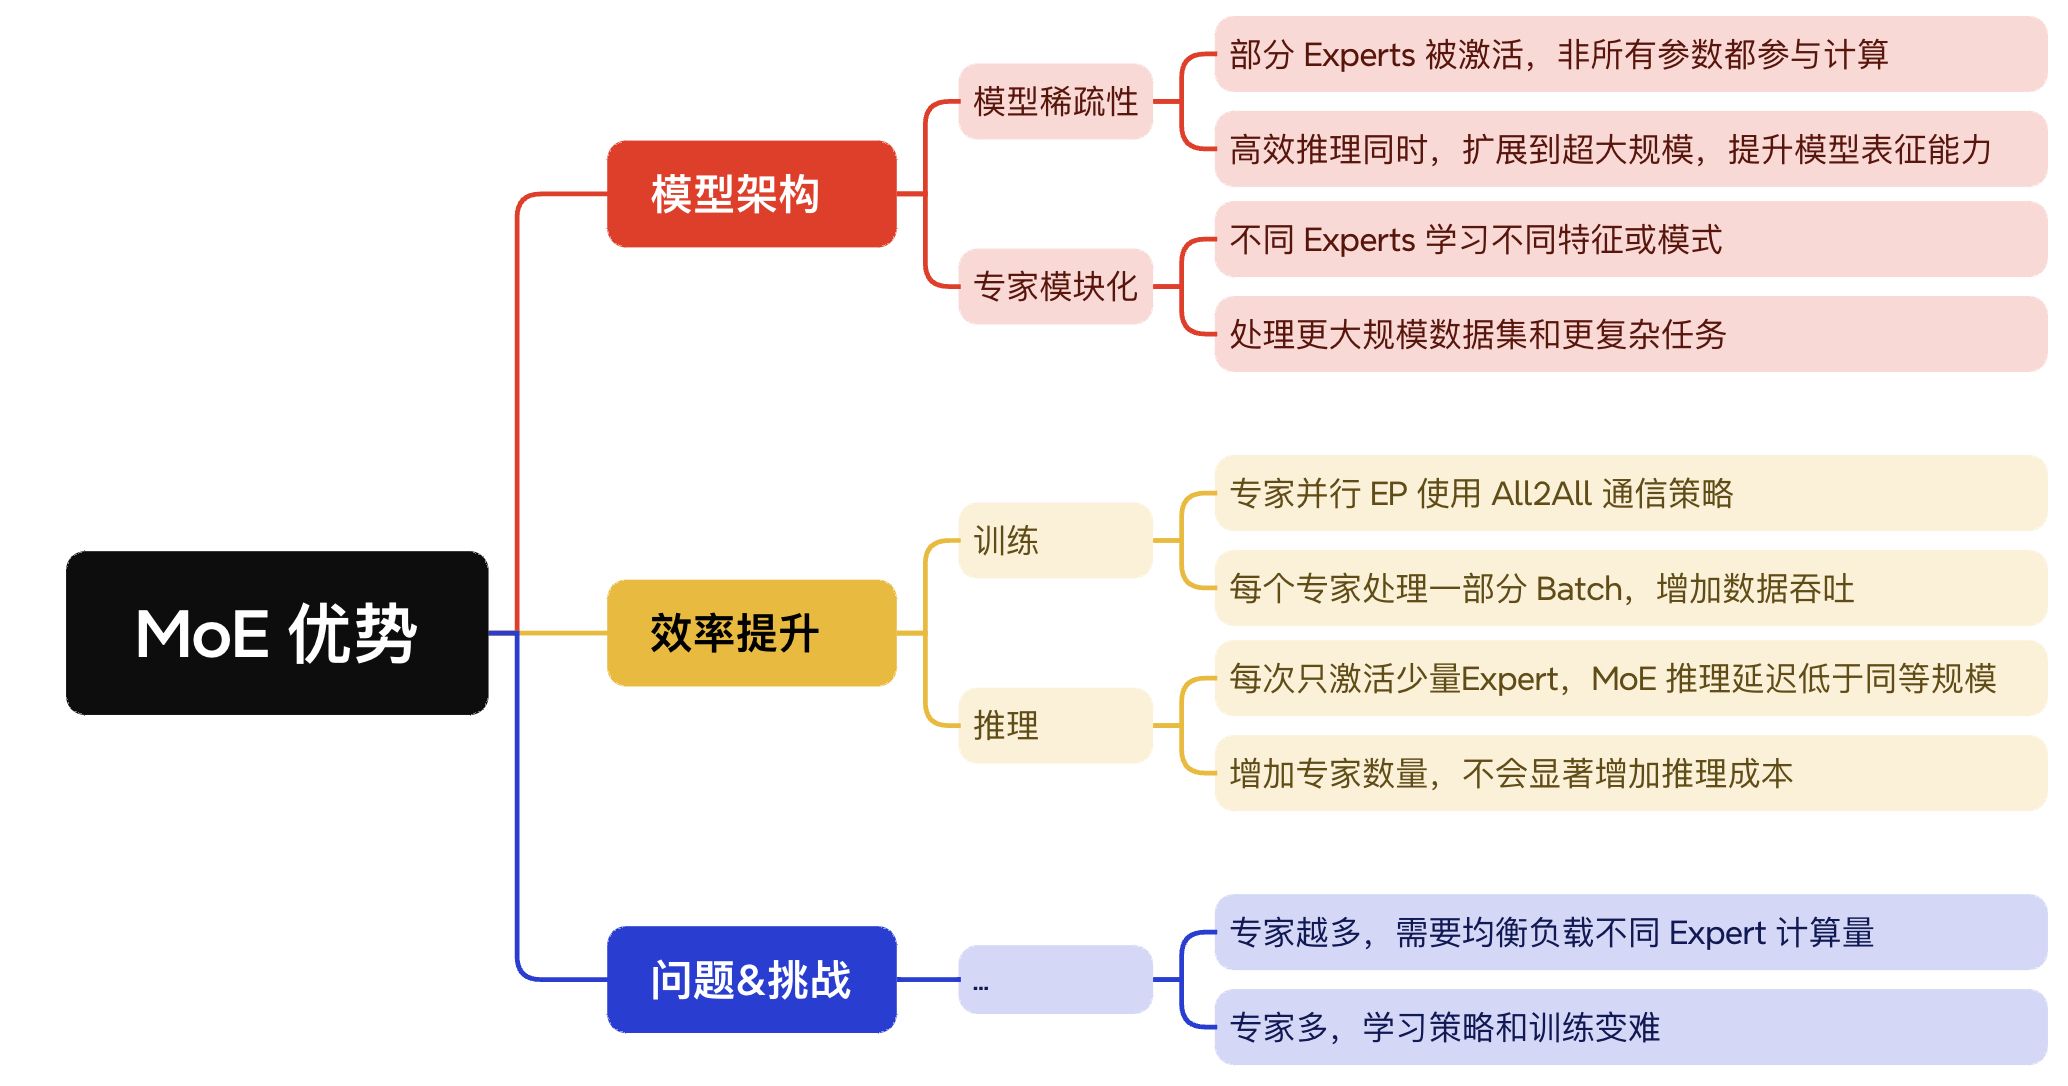 MoE 优势
模型架构
模型稀疏性
部分 Experts 被激活，非所有参数都参与计算
高效推理同时，扩展到超大规模，提升模型表征能力
专家模块化
不同 Experts 学习不同特征或模式
处理更大规模数据集和更复杂任务
效率提升
训练
专家并行 EP 使用 All2All 通信策略
每个专家处理一部分 Batch，增加数据吞吐
推理
每次只激活少量Expert，MoE 推理延迟低于同等规模
增加专家数量，不会显著增加推理成本
问题&挑战
...
专家越多，需要均衡负载不同 Expert 计算量
专家多，学习策略和训练变难